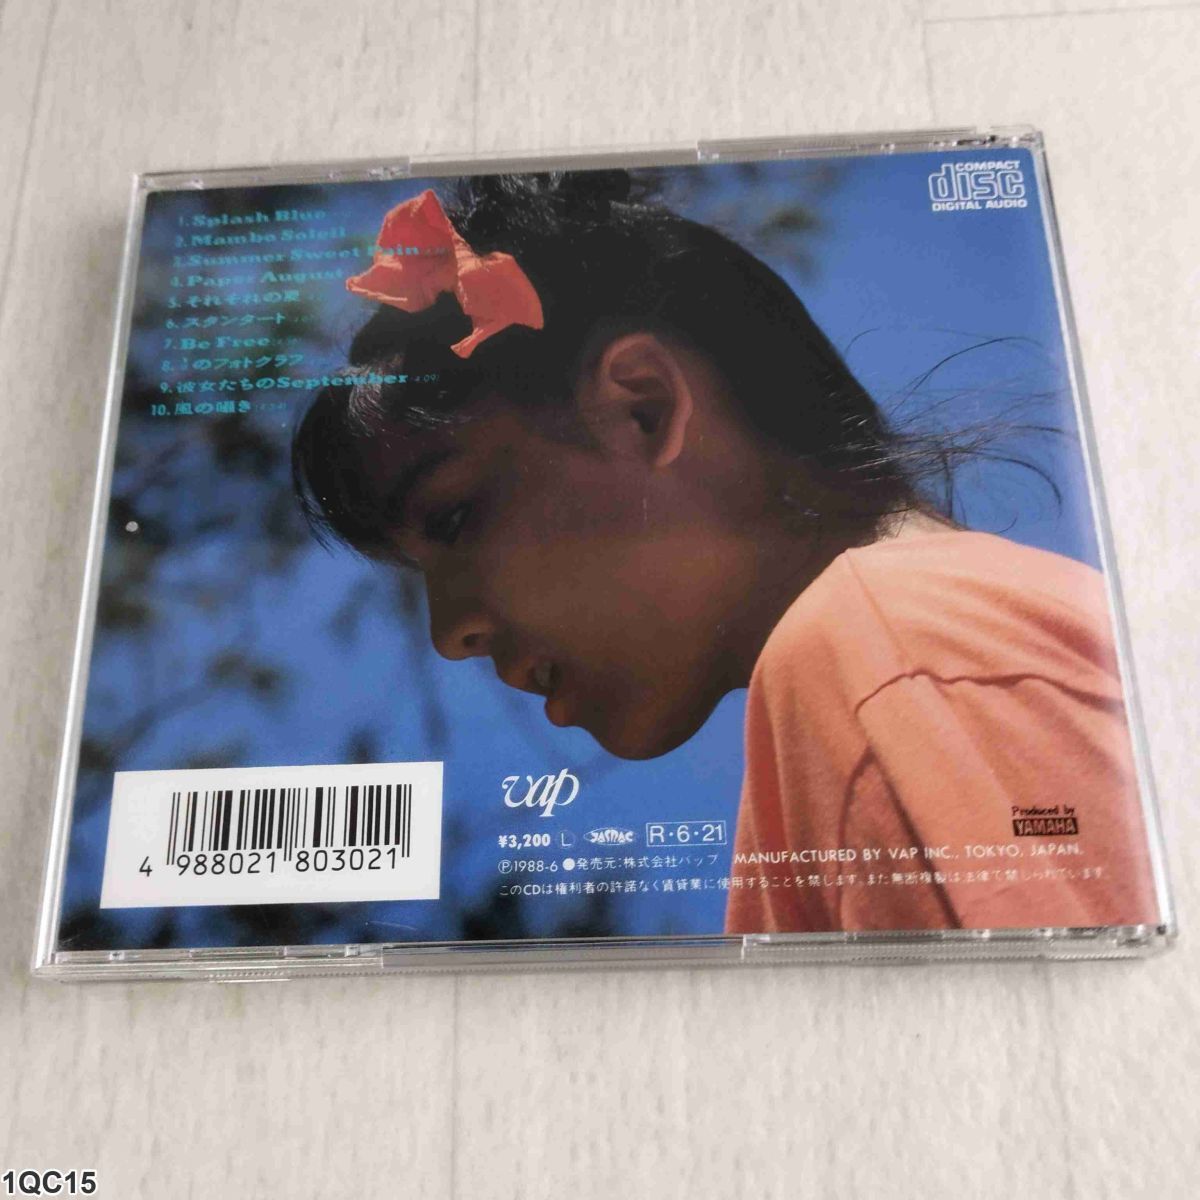 COMPACT
disc
DIGITAL AUDIO
1. Splash Blue
2. Mambo Soleil
3. Summer Sweet Pain
4. Paper August
5. それぞれの夏
6. スタンダード
7. Be Free
8. のフォトグラフ
9. 彼女たちのSeptember (4:09)
10. 風の囁き
vap
¥3,200 L JASRAC R・6・21
Ⓟ1988-6 ●発売元:株式会社バップ MANUFACTURED BY VAP INC., TOKYO, JAPAN.
このCDは権利者の許諾なく賃貸業に使用することを禁じます。また無断複製は法律で禁じられています。
Produced by
YAMAHA
4 988021 803021
1QC15